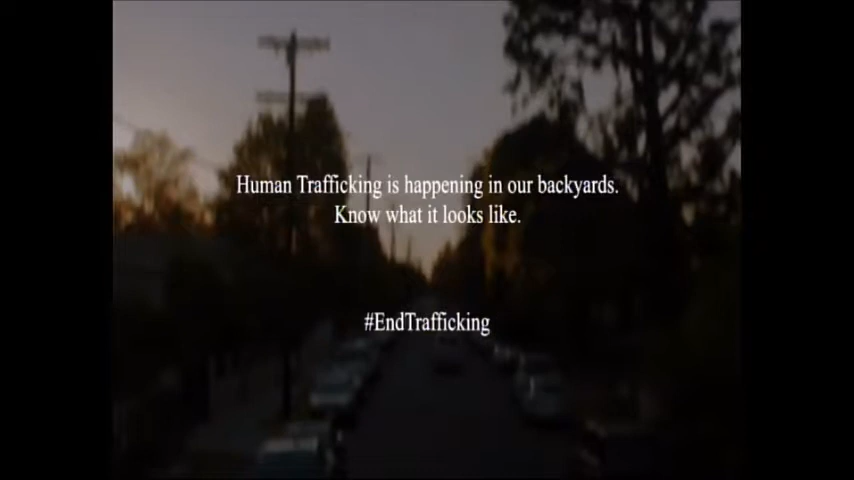 Human Trafficking is happening in our backyards.
Know what it looks like.
#EndTrafficking